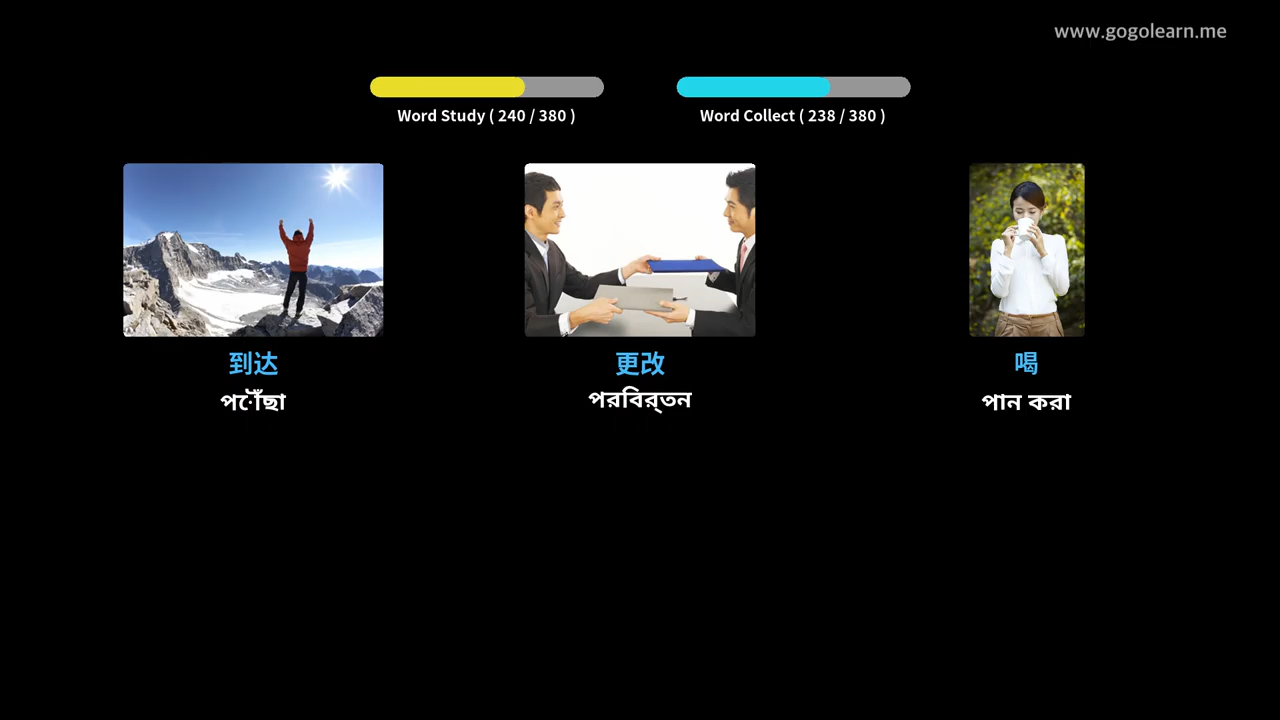 www.gogolearn.me
Word Study ( 240 / 380 )
Word Collect ( 238 / 380 )
到达
更改
喝
পৌঁছা
পরিবর্তন
পান করা